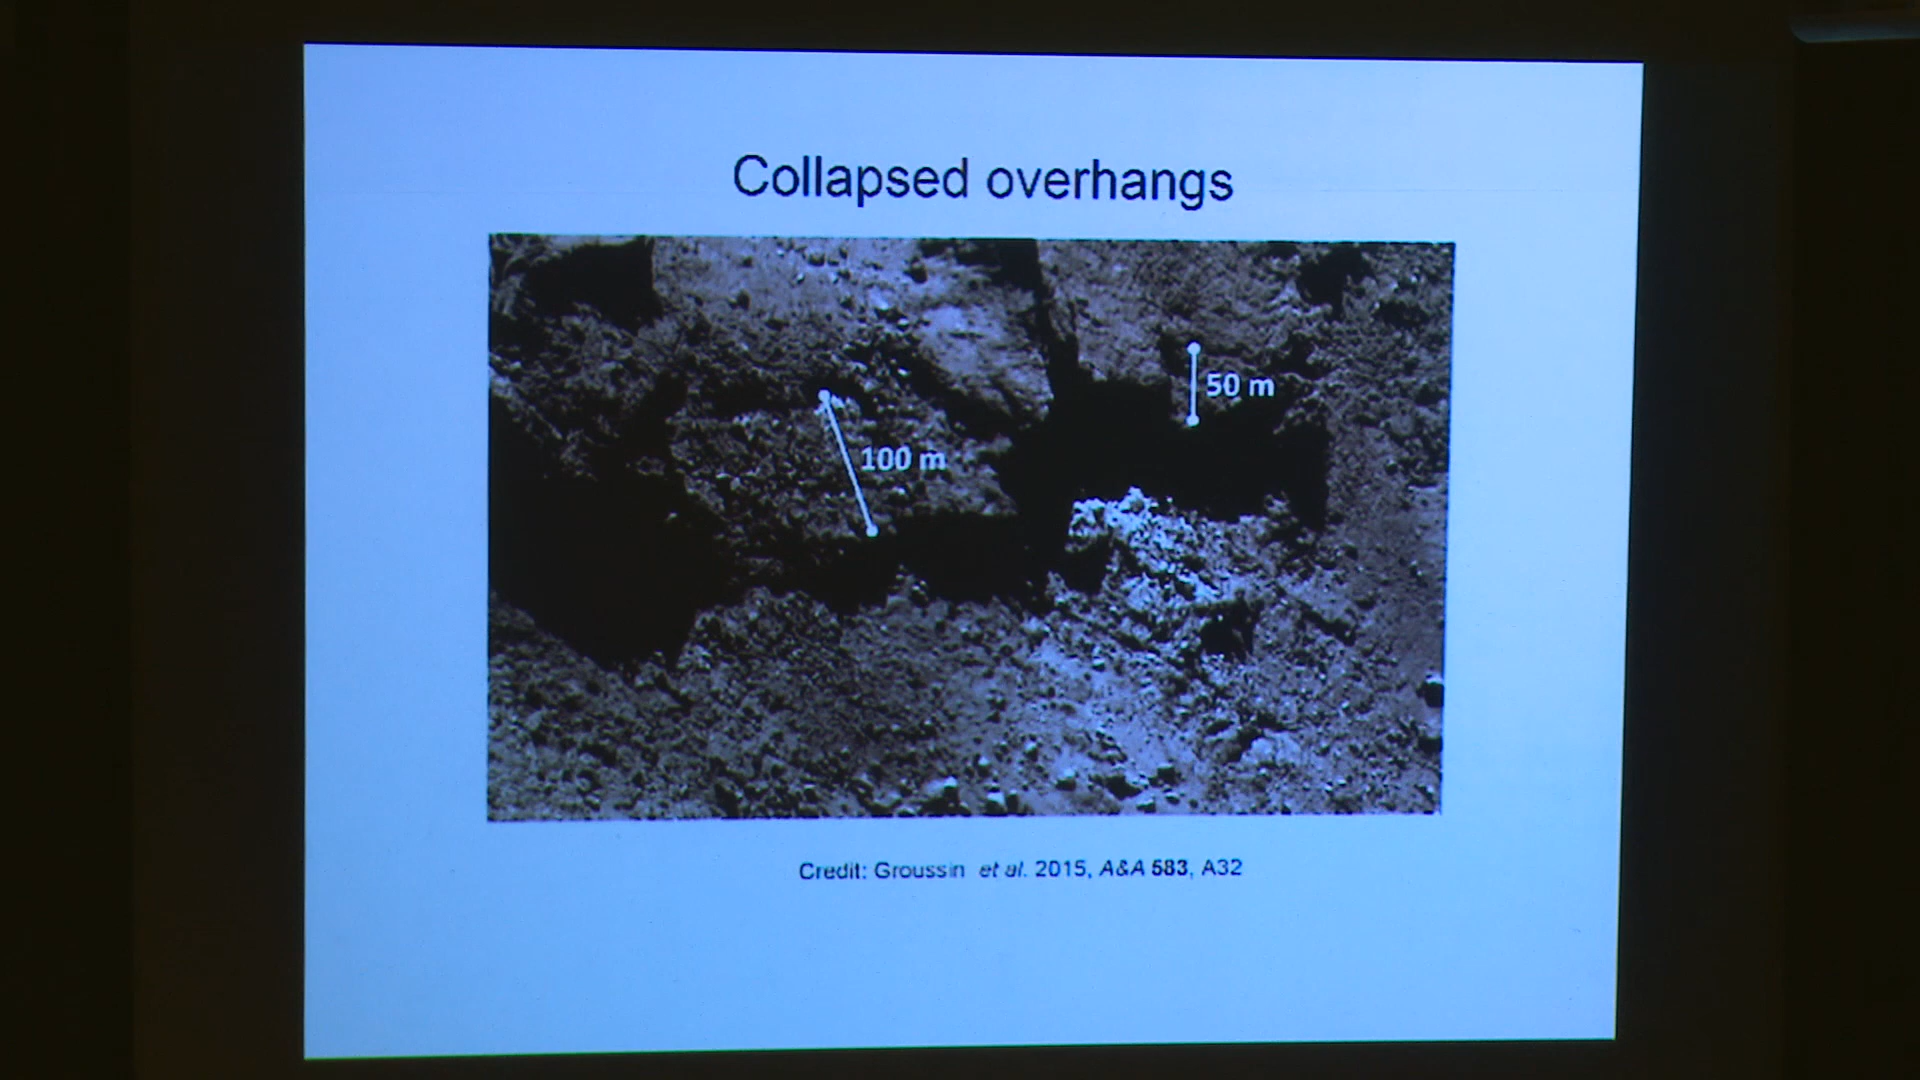 Collapsed overhangs
50 m
100 m
Credit: Groussin et al. 2015, A&A 583, A32